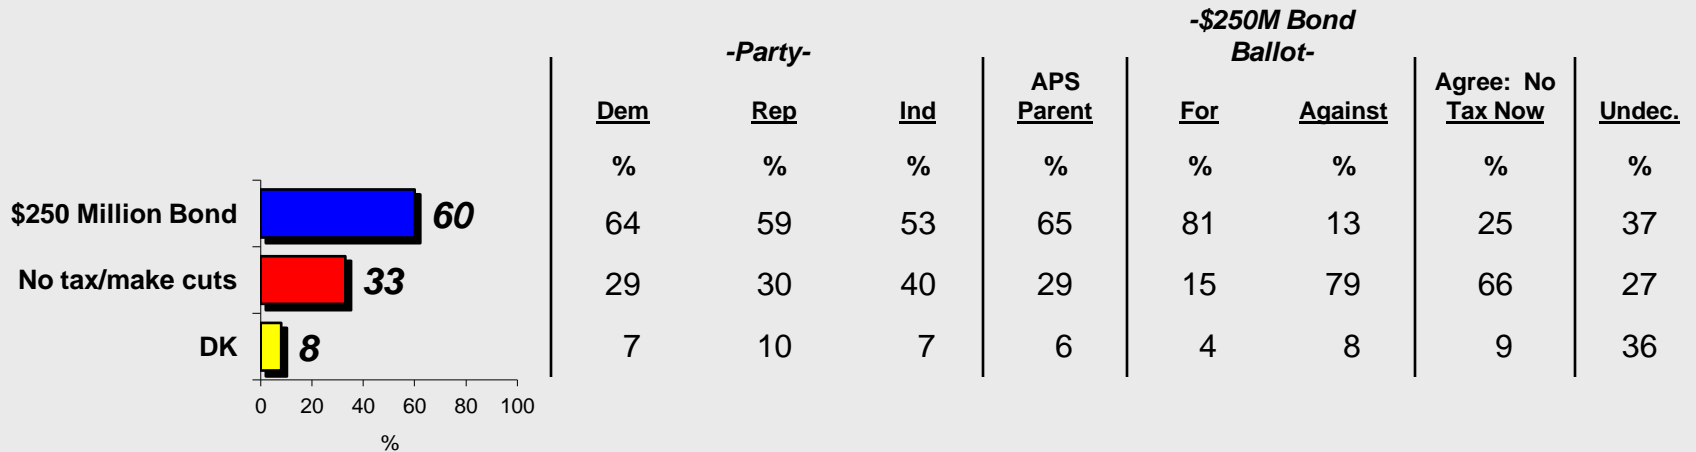 -$250M Bond
-Party- Ballot-
APS Agree: No
Dem Rep Ind Parent For Against Tax Now Undec.
% % % % % % % %
$250 Million Bond 60 64 59 53 65 81 13 25 37
No tax/make cuts 33 29 30 40 29 15 79 66 27
DK 8 7 10 7 6 4 8 9 36
0 20 40 60 80 100
%